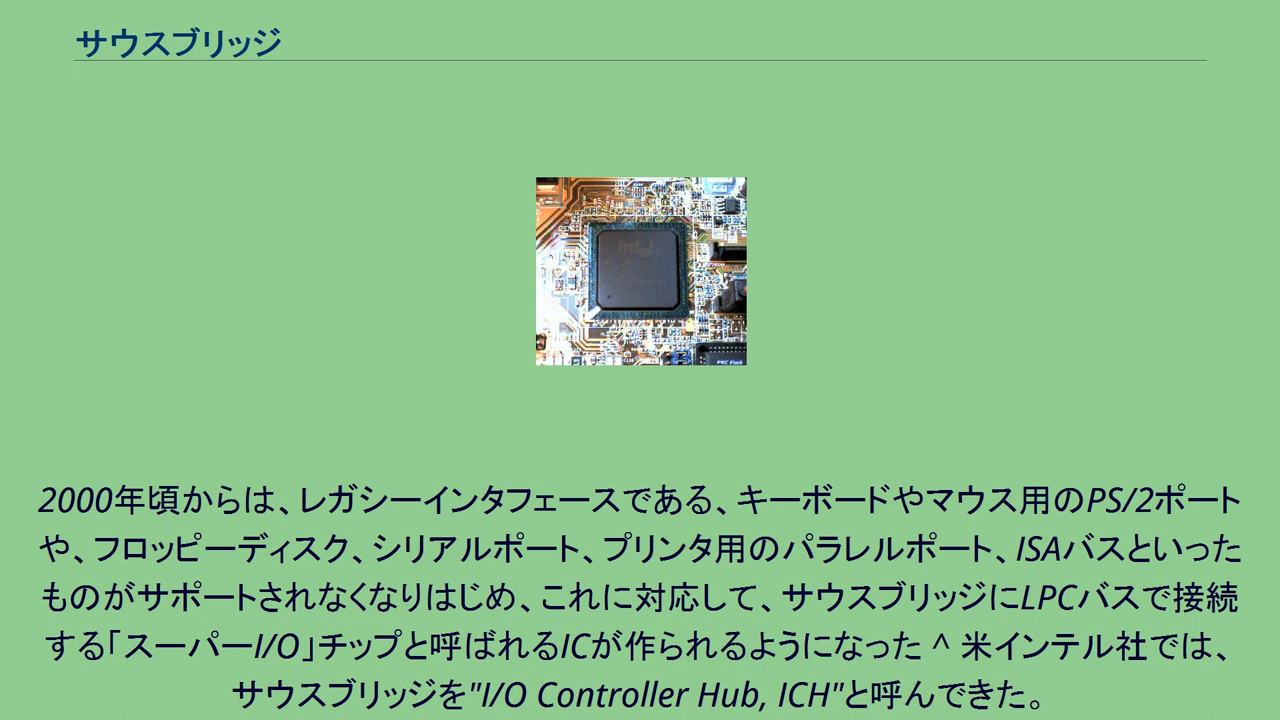 サウスブリッジ
intel
PMC Flash
2000年頃からは、レガシーインタフェースである、キーボードやマウス用のPS/2ポート
や、フロッピーディスク、シリアルポート、プリンタ用のパラレルポート、ISAバスといった
ものがサポートされなくなりはじめ、これに対応して、サウスブリッジにLPCバスで接続
する「スーパーI/O」チップと呼ばれるICが作られるようになった ^ 米インテル社では、
サウスブリッジを"I/O Controller Hub, ICH"と呼んできた。